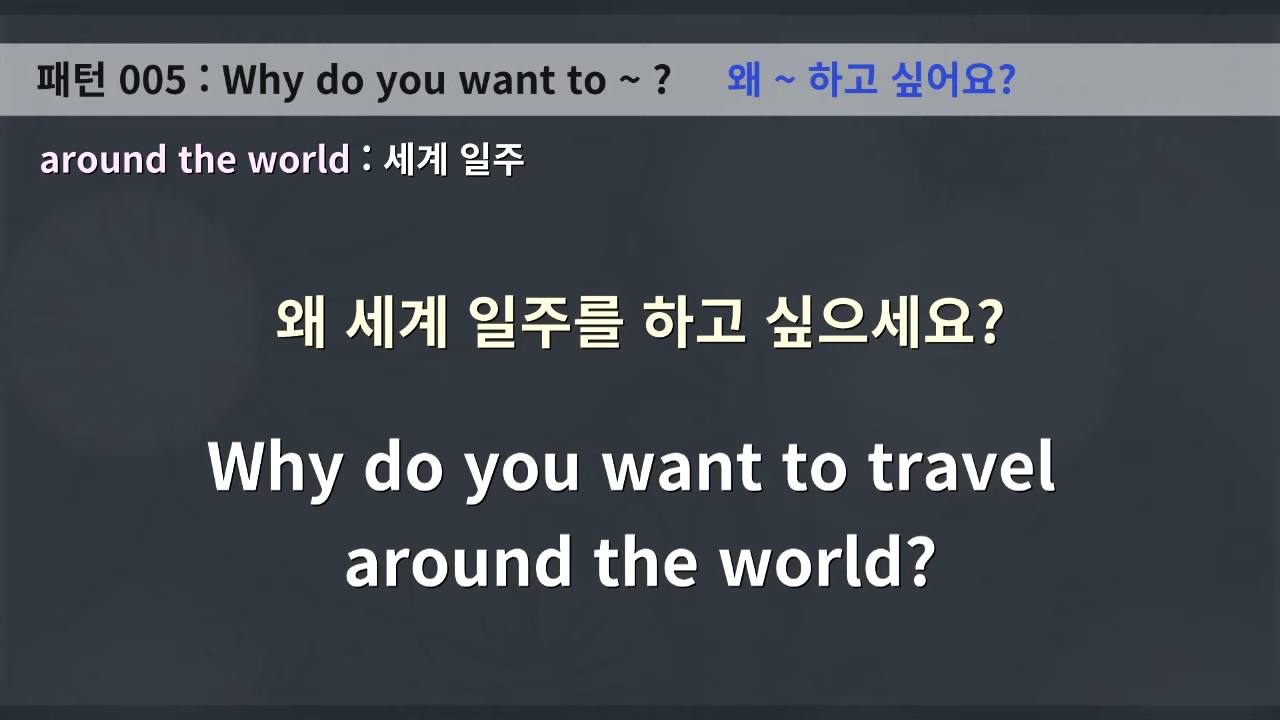 패턴 005 : Why do you want to ~ ? 왜 ~ 하고 싶어요?
around the world : 세계 일주
왜 세계 일주를 하고 싶으세요?
Why do you want to travel
around the world?